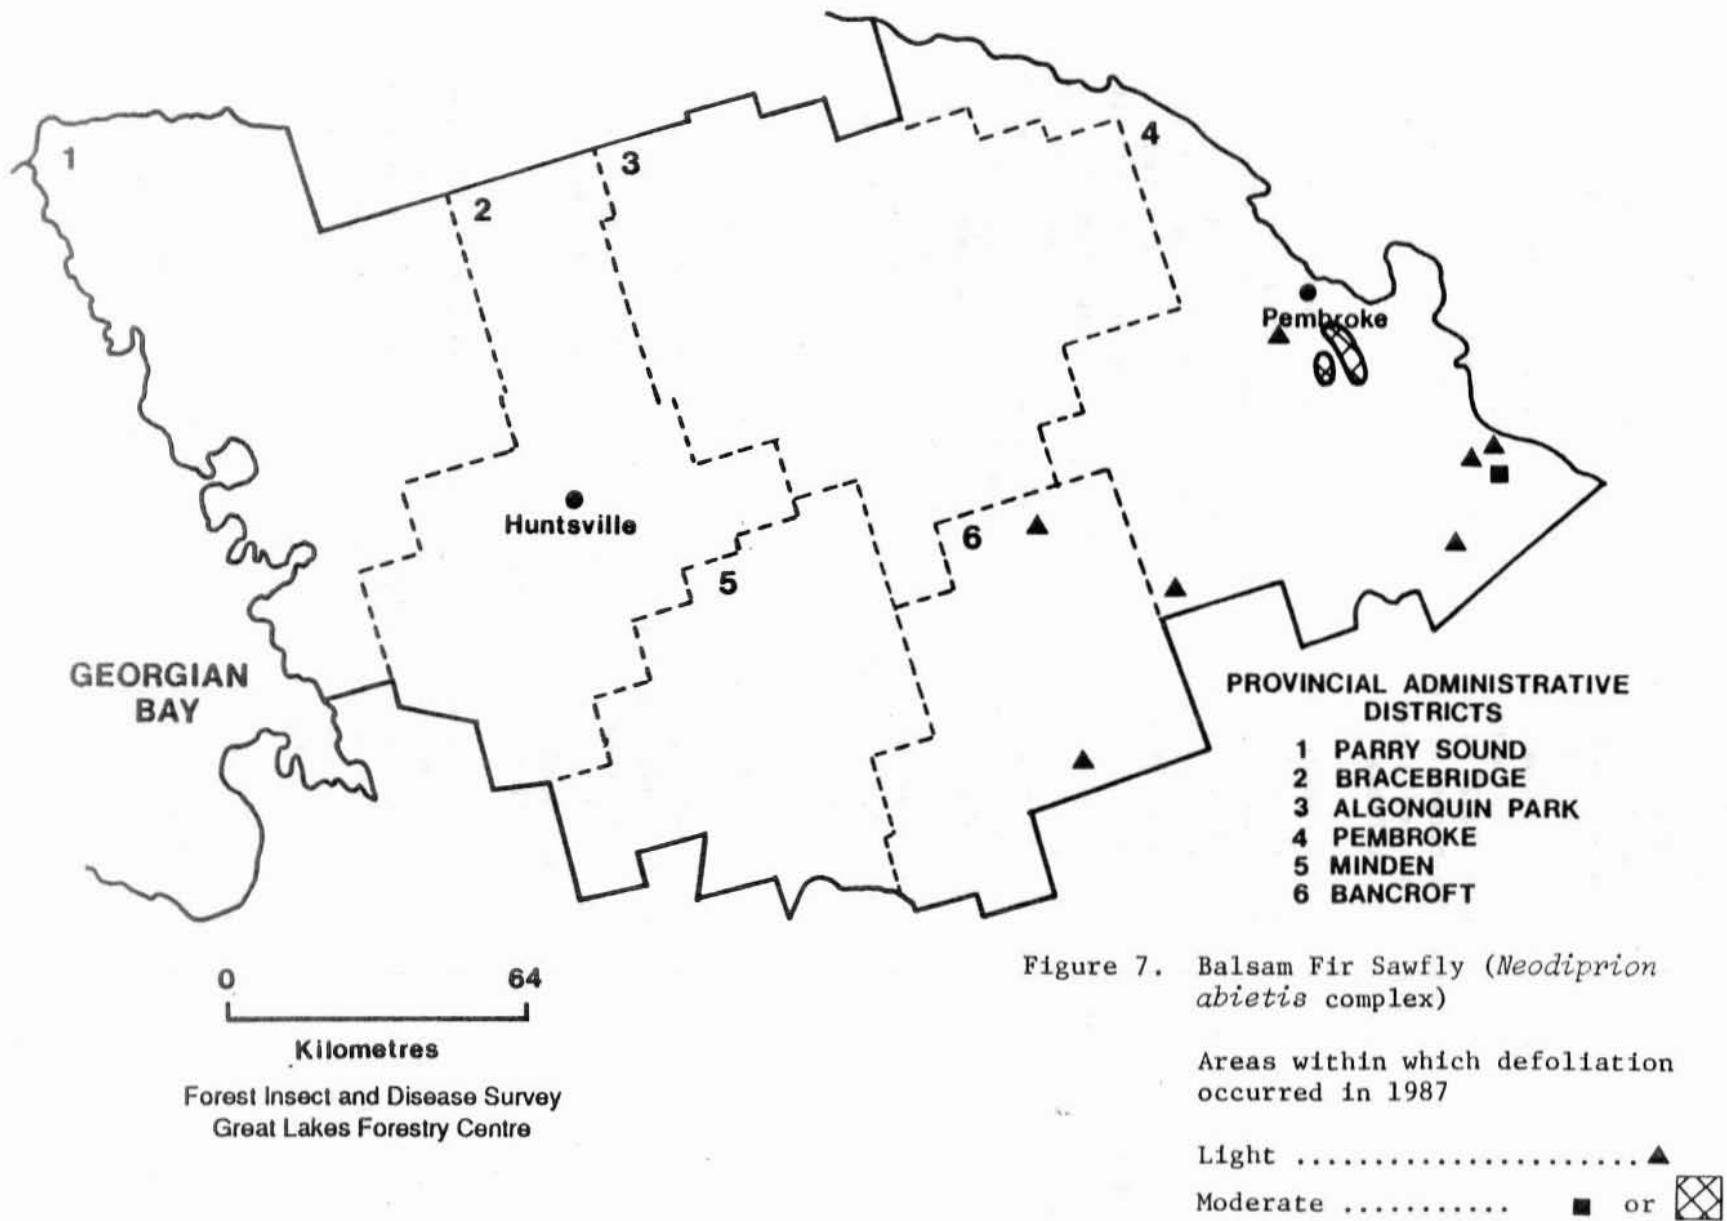 1
2
3
4
Pembroke
Huntsville
5
6
GEORGIAN
BAY
PROVINCIAL ADMINISTRATIVE
DISTRICTS
1 PARRY SOUND
2 BRACEBRIDGE
3 ALGONQUIN PARK
4 PEMBROKE
5 MINDEN
6 BANCROFT
0 64
Kilometres
Forest Insect and Disease Survey
Great Lakes Forestry Centre
Figure 7. Balsam Fir Sawfly (Neodiprion
abietis complex)
Areas within which defoliation
occurred in 1987
Light ........................ ▲
Moderate ............ ■ or